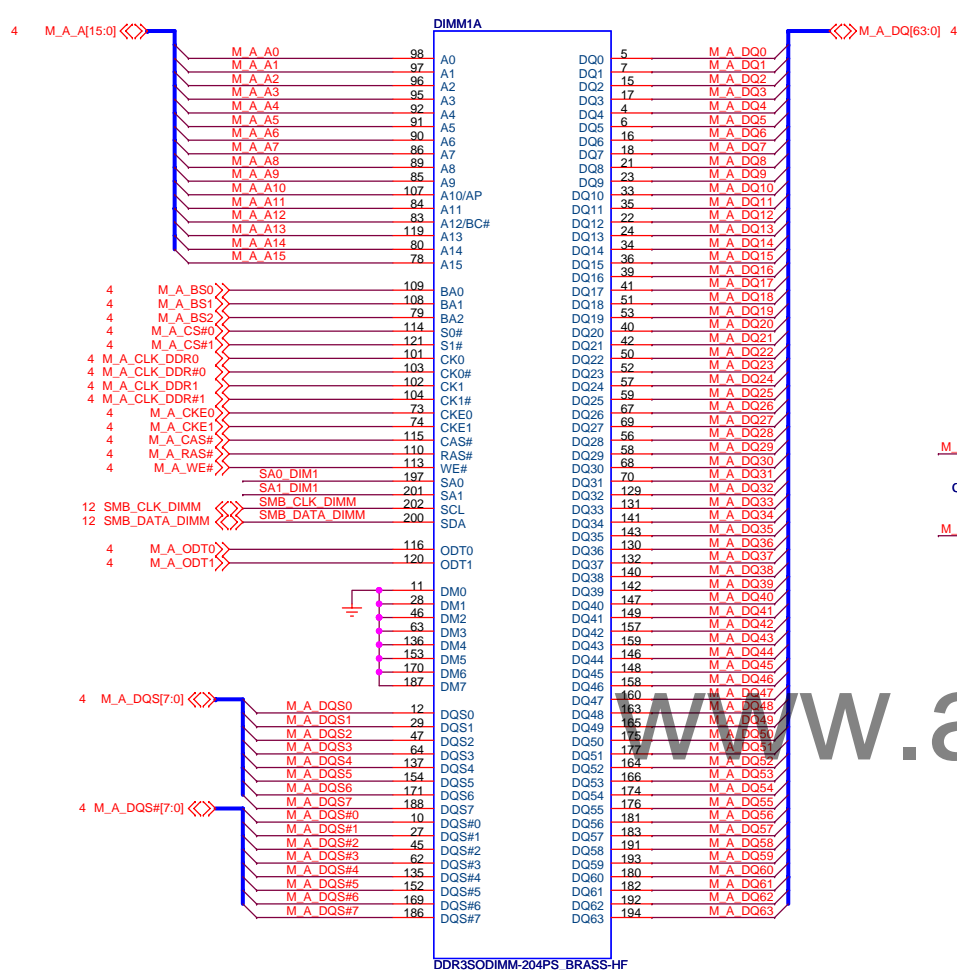 DIMM1A
4 M_A_A[15:0] M_A_DQ[63:0] 4
M_A_A0 98 A0 DQ0 5 M_A_DQ0
M_A_A1 97 A1 DQ1 7 M_A_DQ1
M_A_A2 96 A2 DQ2 15 M_A_DQ2
M_A_A3 95 A3 DQ3 17 M_A_DQ3
M_A_A4 92 A4 DQ4 4 M_A_DQ4
M_A_A5 91 A5 DQ5 6 M_A_DQ5
M_A_A6 90 A6 DQ6 16 M_A_DQ6
M_A_A7 86 A7 DQ7 18 M_A_DQ7
M_A_A8 89 A8 DQ8 21 M_A_DQ8
M_A_A9 85 A9 DQ9 23 M_A_DQ9
M_A_A10 107 A10/AP DQ10 33 M_A_DQ10
M_A_A11 84 A11 DQ11 35 M_A_DQ11
M_A_A12 83 A12/BC# DQ12 22 M_A_DQ12
M_A_A13 119 A13 DQ13 24 M_A_DQ13
M_A_A14 80 A14 DQ14 34 M_A_DQ14
M_A_A15 78 A15 DQ15 36 M_A_DQ15
DQ16 39 M_A_DQ16
4 M_A_BS0 109 BA0 DQ17 41 M_A_DQ17
4 M_A_BS1 108 BA1 DQ18 51 M_A_DQ18
4 M_A_BS2 79 BA2 DQ19 53 M_A_DQ19
4 M_A_CS#0 114 S0# DQ20 40 M_A_DQ20
4 M_A_CS#1 121 S1# DQ21 42 M_A_DQ21
4 M_A_CLK_DDR0 101 CK0 DQ22 50 M_A_DQ22
4 M_A_CLK_DDR#0 103 CK0# DQ23 52 M_A_DQ23
4 M_A_CLK_DDR1 102 CK1 DQ24 57 M_A_DQ24
4 M_A_CLK_DDR#1 104 CK1# DQ25 59 M_A_DQ25
4 M_A_CKE0 73 CKE0 DQ26 67 M_A_DQ26
4 M_A_CKE1 74 CKE1 DQ27 69 M_A_DQ27
4 M_A_CAS# 115 CAS# DQ28 56 M_A_DQ28
4 M_A_RAS# 110 RAS# DQ29 58 M_A_DQ29
4 M_A_WE# 113 WE# DQ30 68 M_A_DQ30
SA0_DIM1 197 SA0 DQ31 70 M_A_DQ31
SA1_DIM1 201 SA1 DQ32 129 M_A_DQ32
12 SMB_CLK_DIMM SMB_CLK_DIMM 202 SCL DQ33 131 M_A_DQ33
12 SMB_DATA_DIMM SMB_DATA_DIMM 200 SDA DQ34 141 M_A_DQ34
DQ35 143 M_A_DQ35
4 M_A_ODT0 116 ODT0 DQ36 130 M_A_DQ36
4 M_A_ODT1 120 ODT1 DQ37 132 M_A_DQ37
DQ38 140 M_A_DQ38
11 DM0 DQ39 142 M_A_DQ39
28 DM1 DQ40 147 M_A_DQ40
46 DM2 DQ41 149 M_A_DQ41
63 DM3 DQ42 157 M_A_DQ42
136 DM4 DQ43 159 M_A_DQ43
153 DM5 DQ44 146 M_A_DQ44
170 DM6 DQ45 148 M_A_DQ45
187 DM7 DQ46 158 M_A_DQ46
4 M_A_DQS[7:0] DQ47 160 M_A_DQ47
M_A_DQS0 12 DQS0 DQ48 163 M_A_DQ48
M_A_DQS1 29 DQS1 DQ49 165 M_A_DQ49
M_A_DQS2 47 DQS2 DQ50 175 M_A_DQ50
M_A_DQS3 64 DQS3 DQ51 177 M_A_DQ51
M_A_DQS4 137 DQS4 DQ52 164 M_A_DQ52
M_A_DQS5 154 DQS5 DQ53 166 M_A_DQ53
M_A_DQS6 171 DQS6 DQ54 174 M_A_DQ54
M_A_DQS7 188 DQS7 DQ55 176 M_A_DQ55
4 M_A_DQS#[7:0] M_A_DQS#0 10 DQS#0 DQ56 181 M_A_DQ56
M_A_DQS#1 27 DQS#1 DQ57 183 M_A_DQ57
M_A_DQS#2 45 DQS#2 DQ58 191 M_A_DQ58
M_A_DQS#3 62 DQS#3 DQ59 193 M_A_DQ59
M_A_DQS#4 135 DQS#4 DQ60 180 M_A_DQ60
M_A_DQS#5 152 DQS#5 DQ61 182 M_A_DQ61
M_A_DQS#6 169 DQS#6 DQ62 192 M_A_DQ62
M_A_DQS#7 186 DQS#7 DQ63 194 M_A_DQ63
DDR3SODIMM-204PS_BRASS-HF
www.a